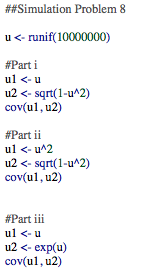 ##Simulation Problem 8
u <- runif(10000000)
#Part i
u1 <- u
u2 <- sqrt(1-u^2)
cov(u1,u2)
#Part ii
u1 <- u^2
u2 <- sqrt(1-u^2)
cov(u1,u2)
#Part iii
u1 <- u
u2 <- exp(u)
cov(u1,u2)